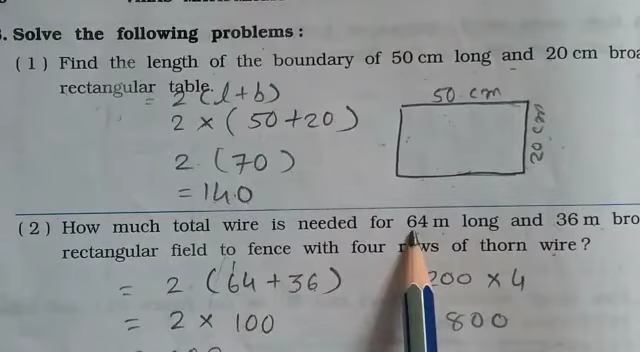 . Solve the following problems :
( 1 ) Find the length of the boundary of 50 cm long and 20 cm
rectangular table.
= 2 (l+b)
50 cm
2 × ( 50+20 )
20 cm
2 (70)
= 140
( 2 ) How much total wire is needed for 64 m long and 36 m
rectangular field to fence with four of thorn wire ?
= 2 (64+36)
200 × 4
= 2 × 100
800